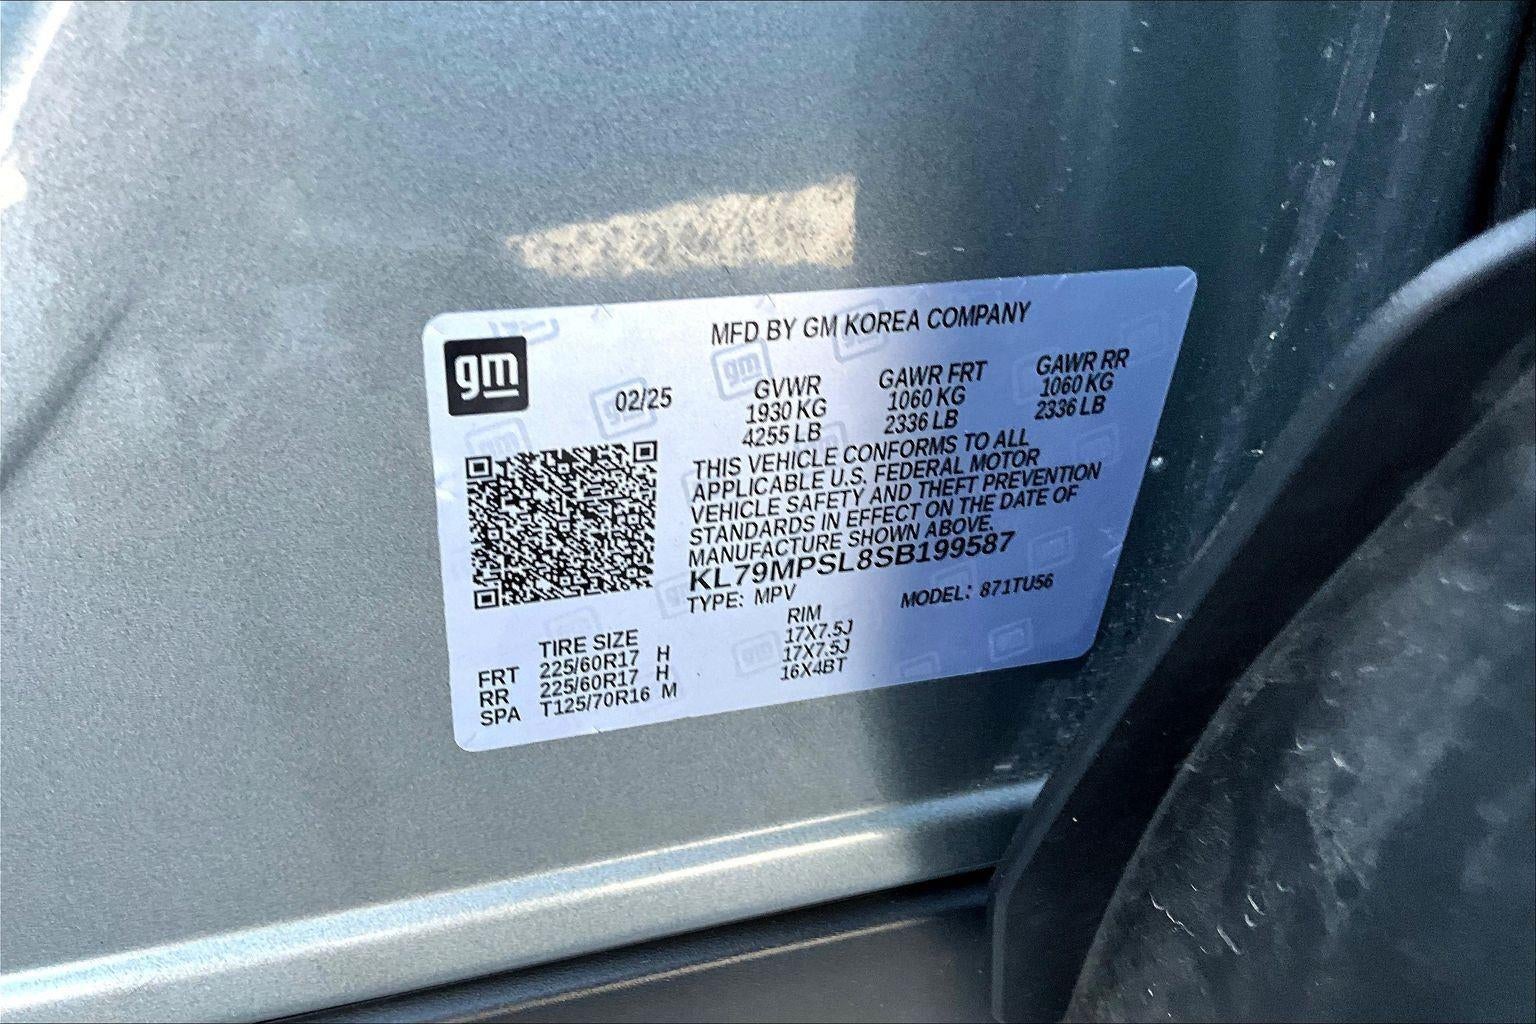 gm
MFD BY GM KOREA COMPANY
02/25
GVWR GAWR FRT GAWR RR
1930 KG 1060 KG 1060 KG
4255 LB 2336 LB 2336 LB
THIS VEHICLE CONFORMS TO ALL
APPLICABLE U.S. FEDERAL MOTOR
VEHICLE SAFETY AND THEFT PREVENTION
STANDARDS IN EFFECT ON THE DATE OF
MANUFACTURE SHOWN ABOVE.
KL79MPSL8SB199587
TYPE: MPV MODEL: 871TU56
TIRE SIZE RIM
FRT 225/60R17 H 17X7.5J
RR 225/60R17 H 17X7.5J
SPA T125/70R16 M 16X4BT